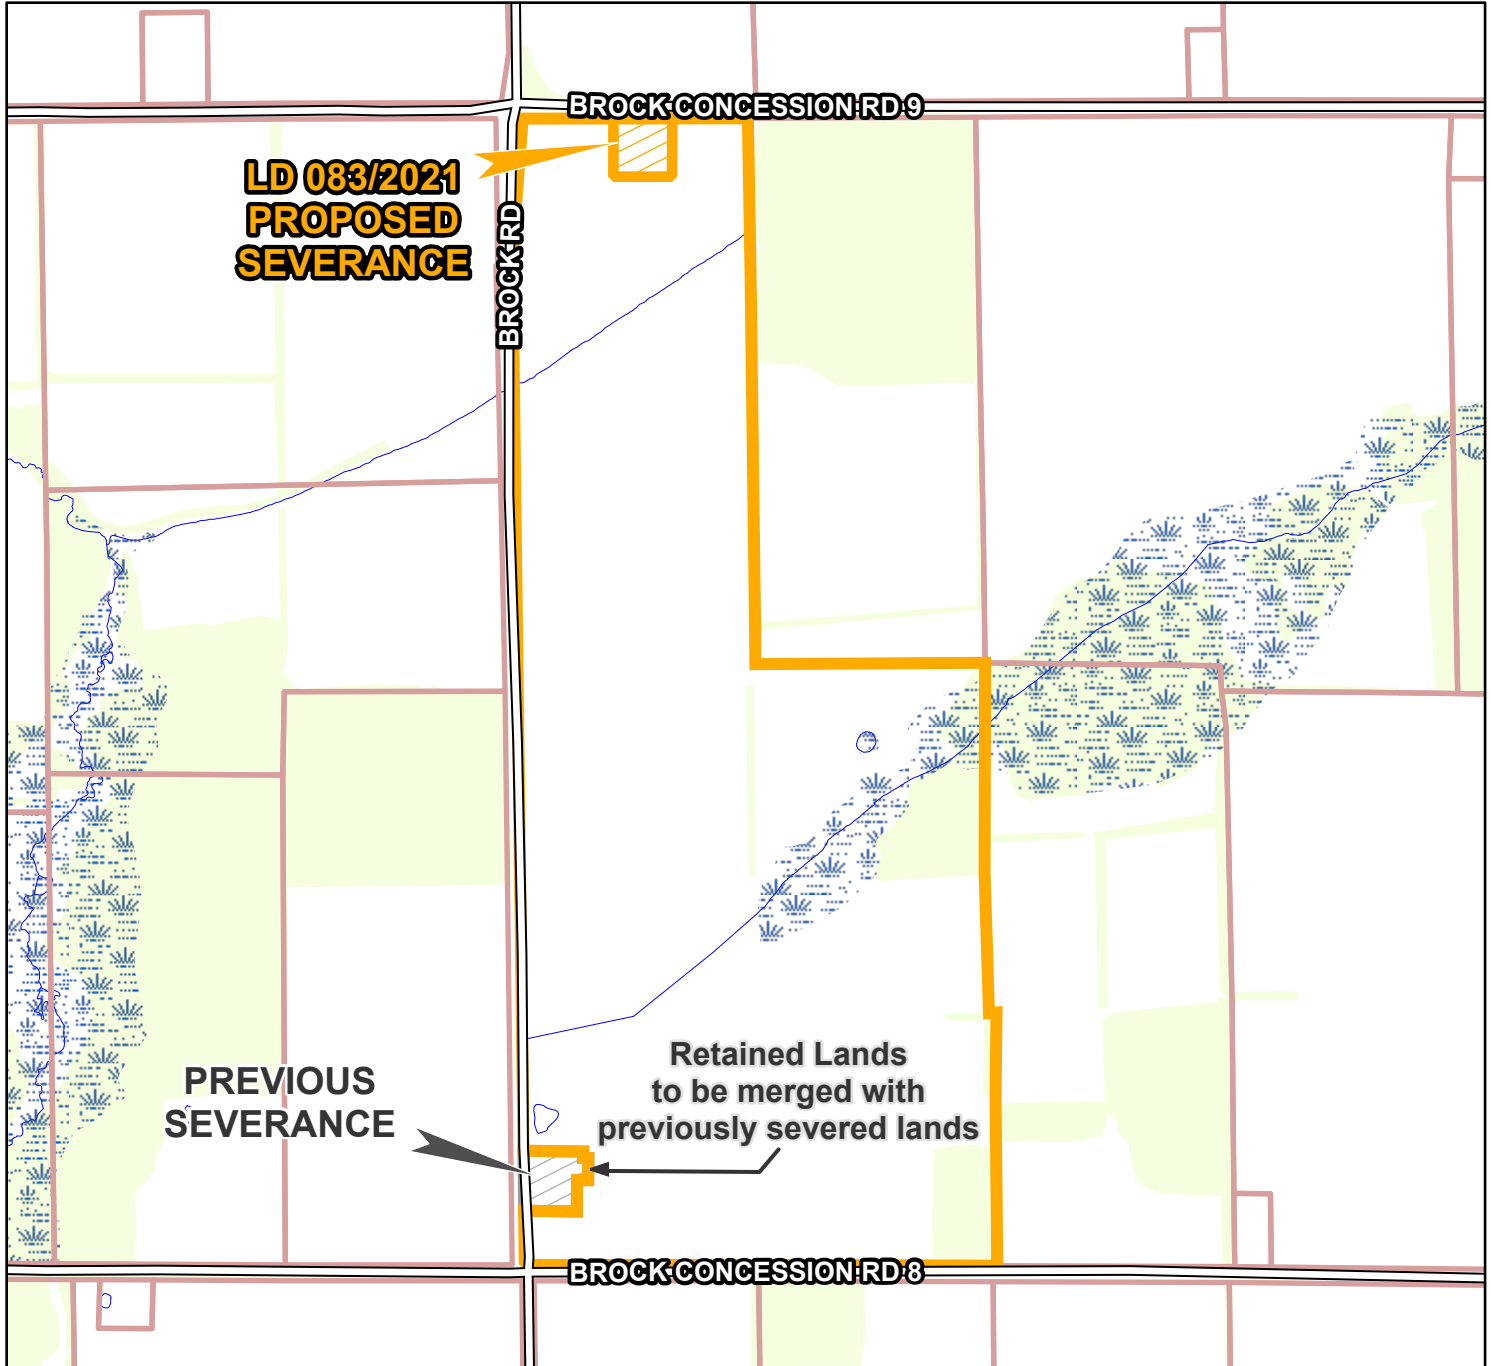 BROCK CONCESSION RD 9
LD 083/2021
PROPOSED
SEVERANCE
BROCK RD
Retained Lands
to be merged with
previously severed lands
PREVIOUS
SEVERANCE
BROCK CONCESSION RD 8